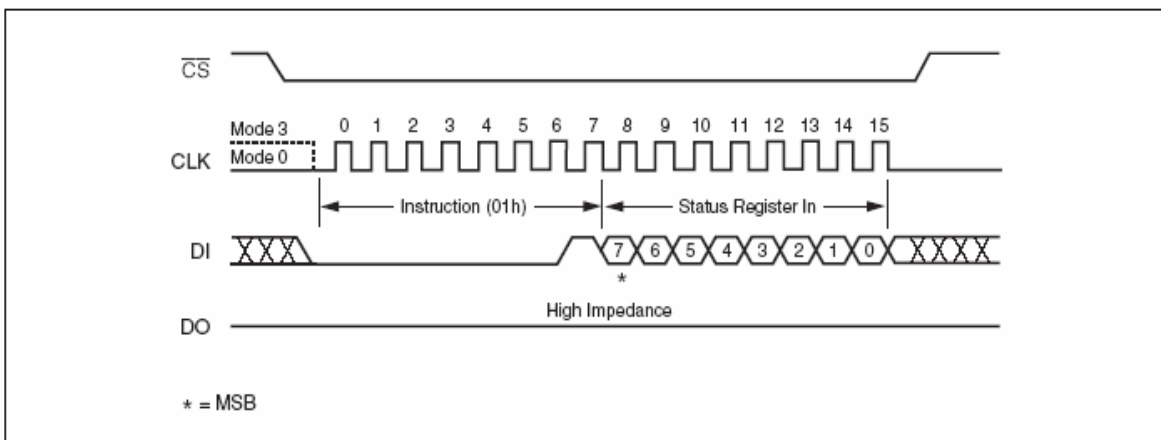 CS
Mode 3
0 1 2 3 4 5 6 7 8 9 10 11 12 13 14 15
CLK
Mode 0
Instruction (01h)
Status Register In
DI
7 6 5 4 3 2 1 0
*
High Impedance
DO
* = MSB